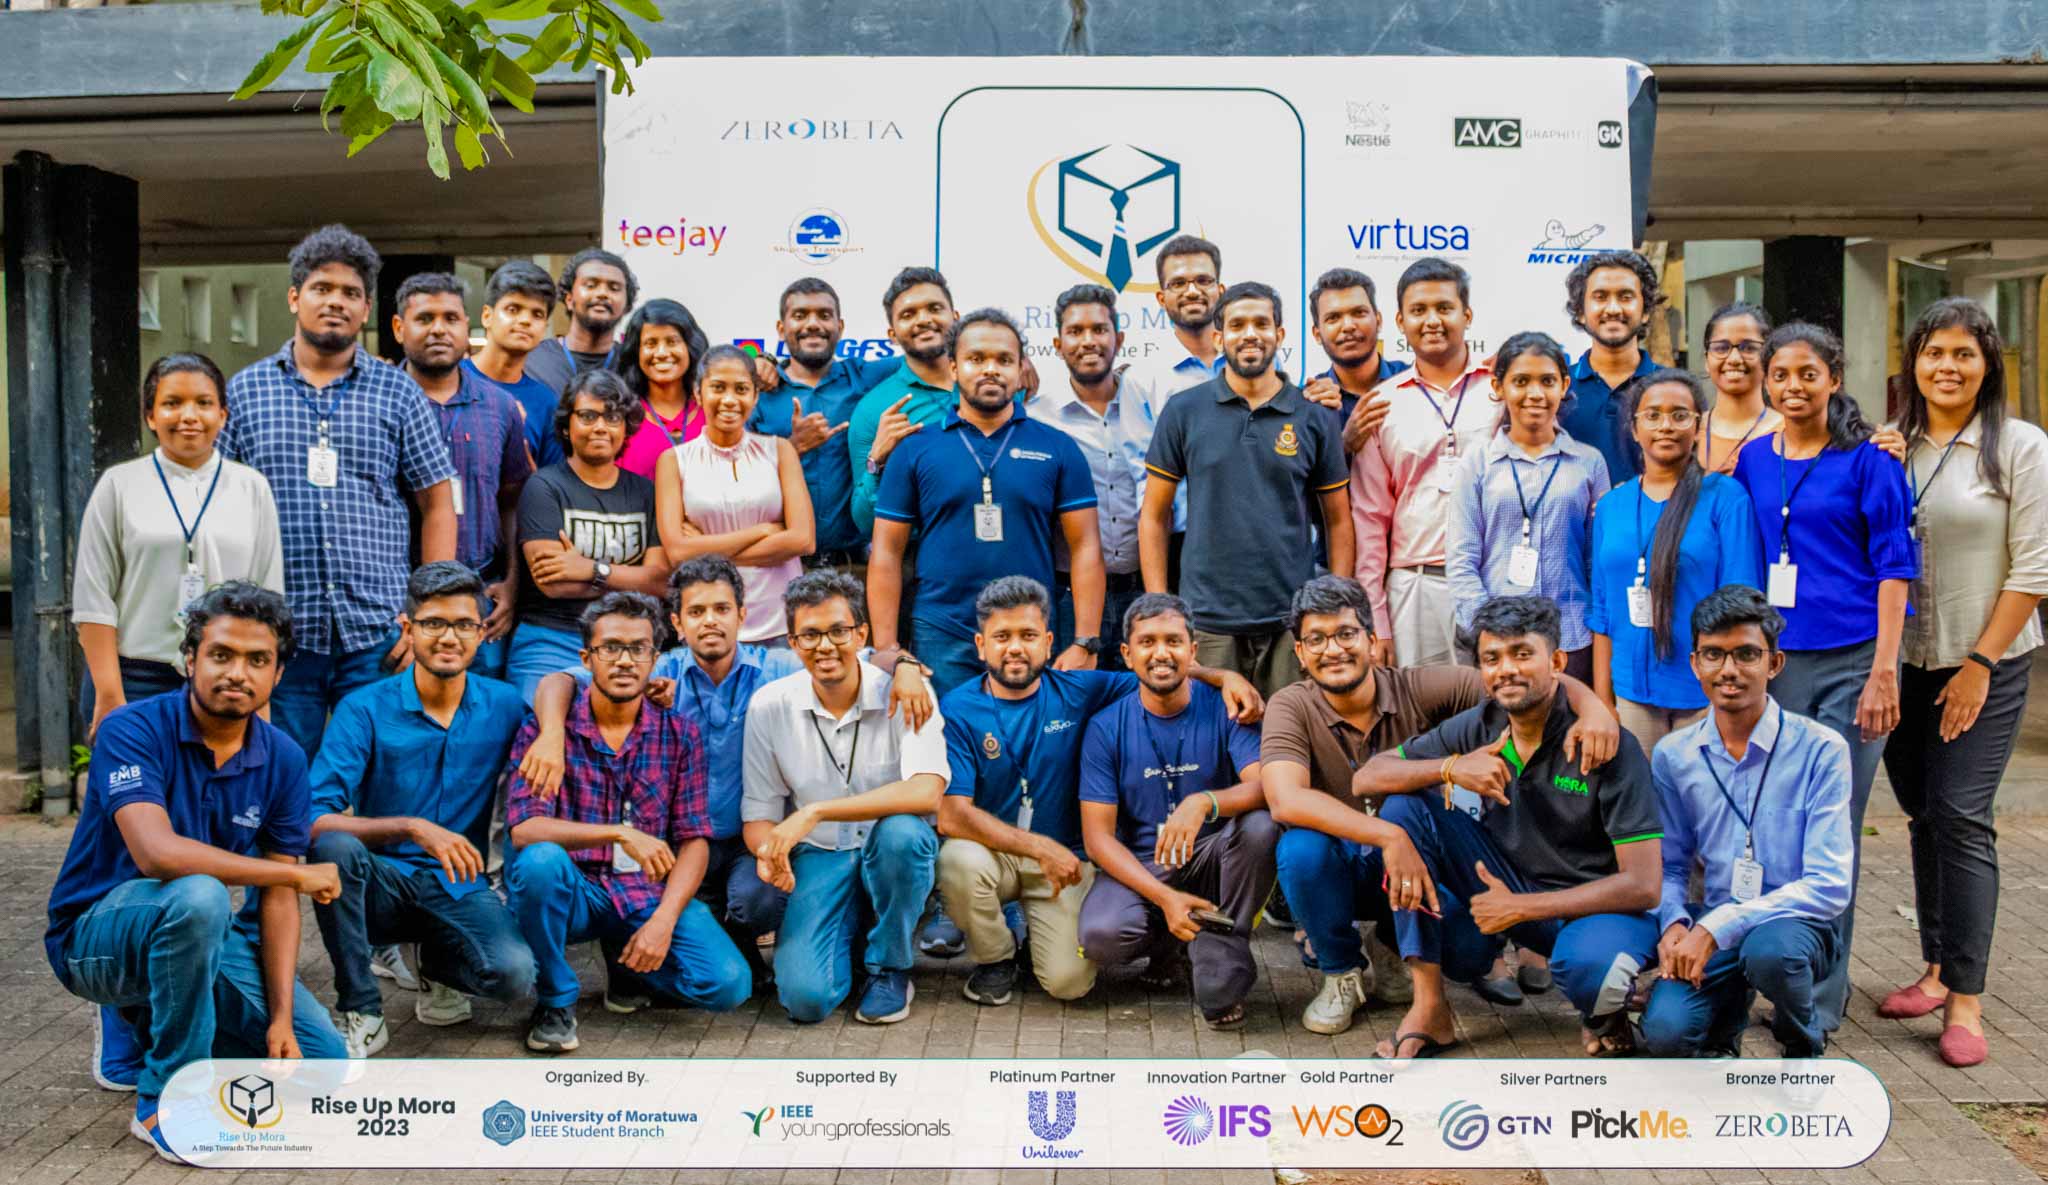 ZEROBETA
Nestlé
AMG GRAPHITE GK
teejay
virtusa
MICHE
EMB
NIKE
MORA
Organized By
Supported By
Platinum Partner
Innovation Partner
Gold Partner
Silver Partners
Bronze Partner
Rise Up Mora
A Step Towards The Future Industry
Rise Up Mora
2023
University of Moratuwa
IEEE Student Branch
IEEE
youngprofessionals
Unilever
IFS
WSO2
GTN
PickMe
ZEROBETA